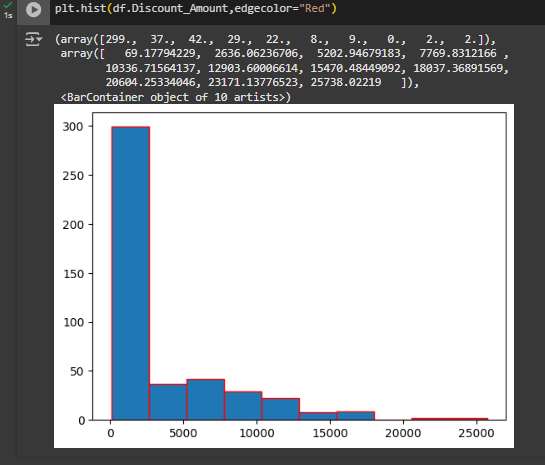 1s
plt.hist(df.Discount_Amount,edgecolor="Red")
(array([299.,  37.,  42.,  29.,  22.,   8.,   9.,   0.,   2.,   2.]),
array([   69.17794229,  2636.06236706,  5202.94679183,  7769.8312166 ,
10336.71564137, 12903.60006614, 15470.48449092, 18037.36891569,
20604.25334046, 23171.13776523, 25738.02219   ]),
<BarContainer object of 10 artists>)
300
250
200
150
100
50
0
0 5000 10000 15000 20000 25000